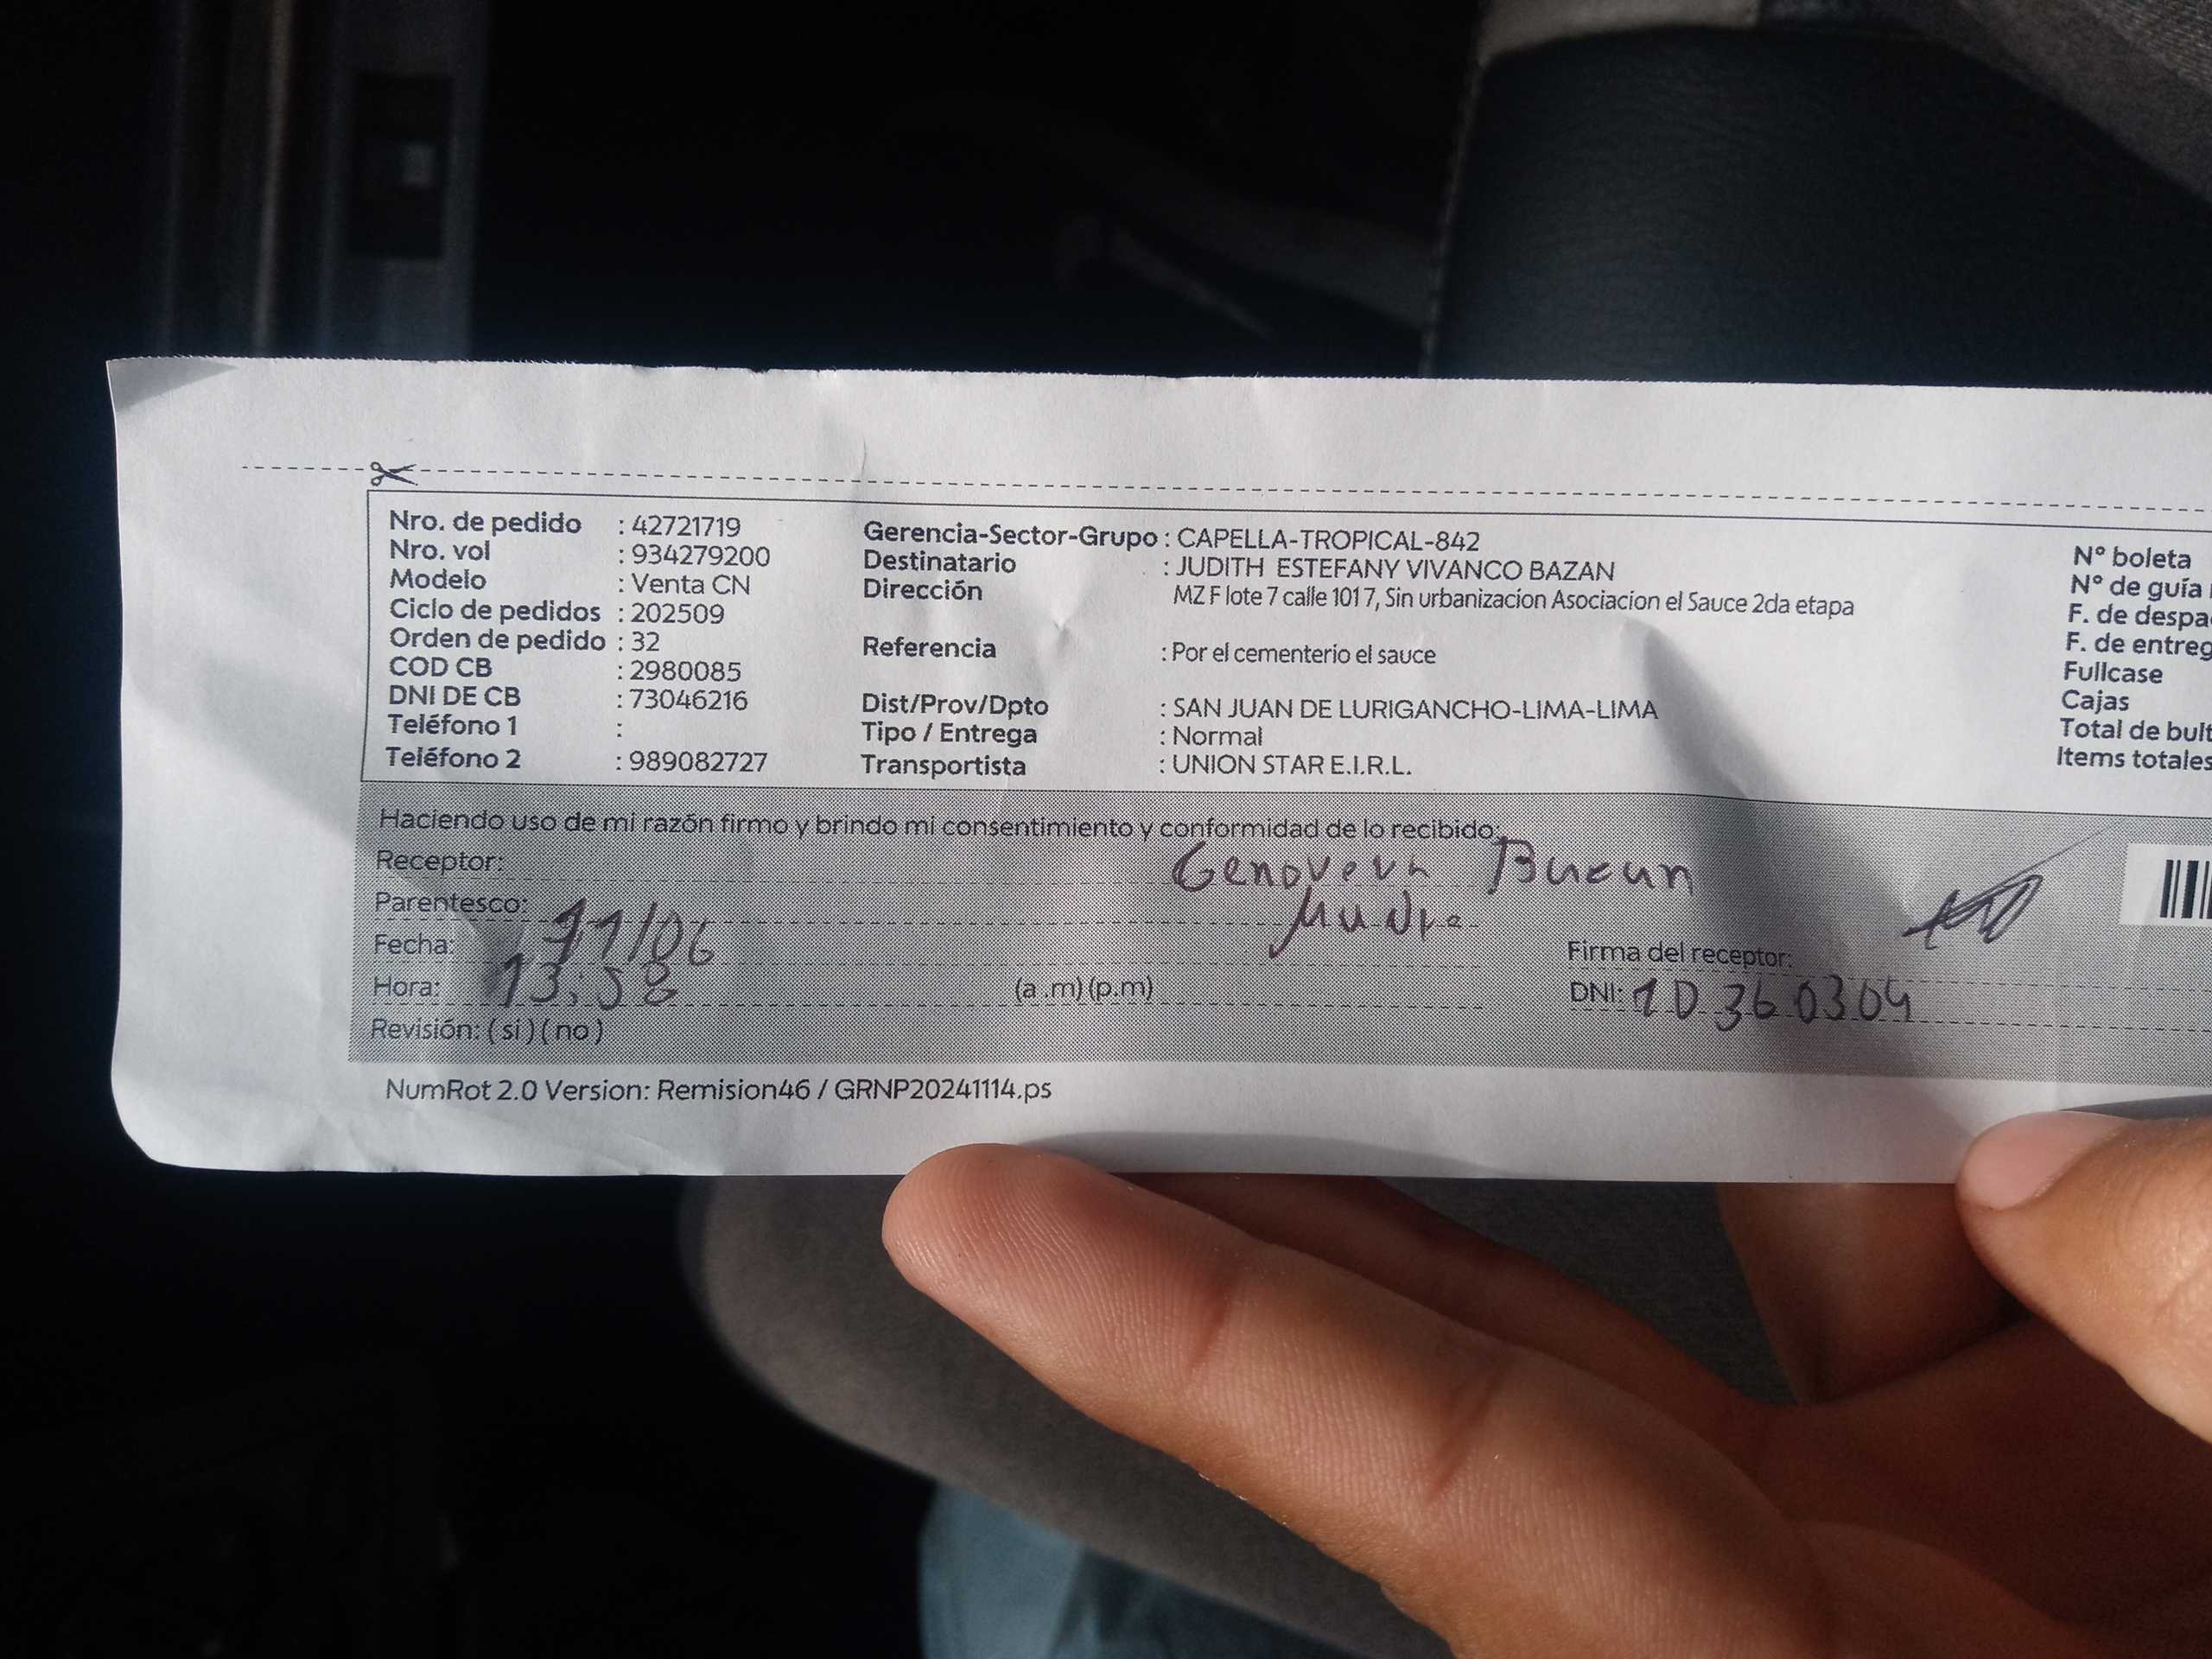 Nro. de pedido : 42721719
Nro. vol : 934279200
Modelo : Venta CN
Ciclo de pedidos : 202509
Orden de pedido : 32
COD CB : 2980085
DNI DE CB : 73046216
Teléfono 1 :
Teléfono 2 : 989082727
Gerencia-Sector-Grupo : CAPELLA-TROPICAL-842
Destinatario : JUDITH ESTEFANY VIVANCO BAZAN
Dirección MZ F lote 7 calle 1017, Sin urbanizacion Asociacion el Sauce 2da etapa
Referencia : Por el cementerio el sauce
Dist/Prov/Dpto : SAN JUAN DE LURIGANCHO-LIMA-LIMA
Tipo / Entrega : Normal
Transportista : UNION STAR E.I.R.L.
N° boleta
N° de guía
F. de despa
F. de entreg
Fullcase
Cajas
Total de bult
Items totales
Haciendo uso de mi razón firmo y brindo mi consentimiento y conformidad de lo recibido:
Receptor: Genoveva Bazan
Parentesco: Madre
Fecha: 11/06
Hora: 13:58 (a .m) (p.m)
Revisión: ( si ) ( no )
Firma del receptor:
DNI: 10360304
NumRot 2.0 Version: Remision46 / GRNP20241114.ps